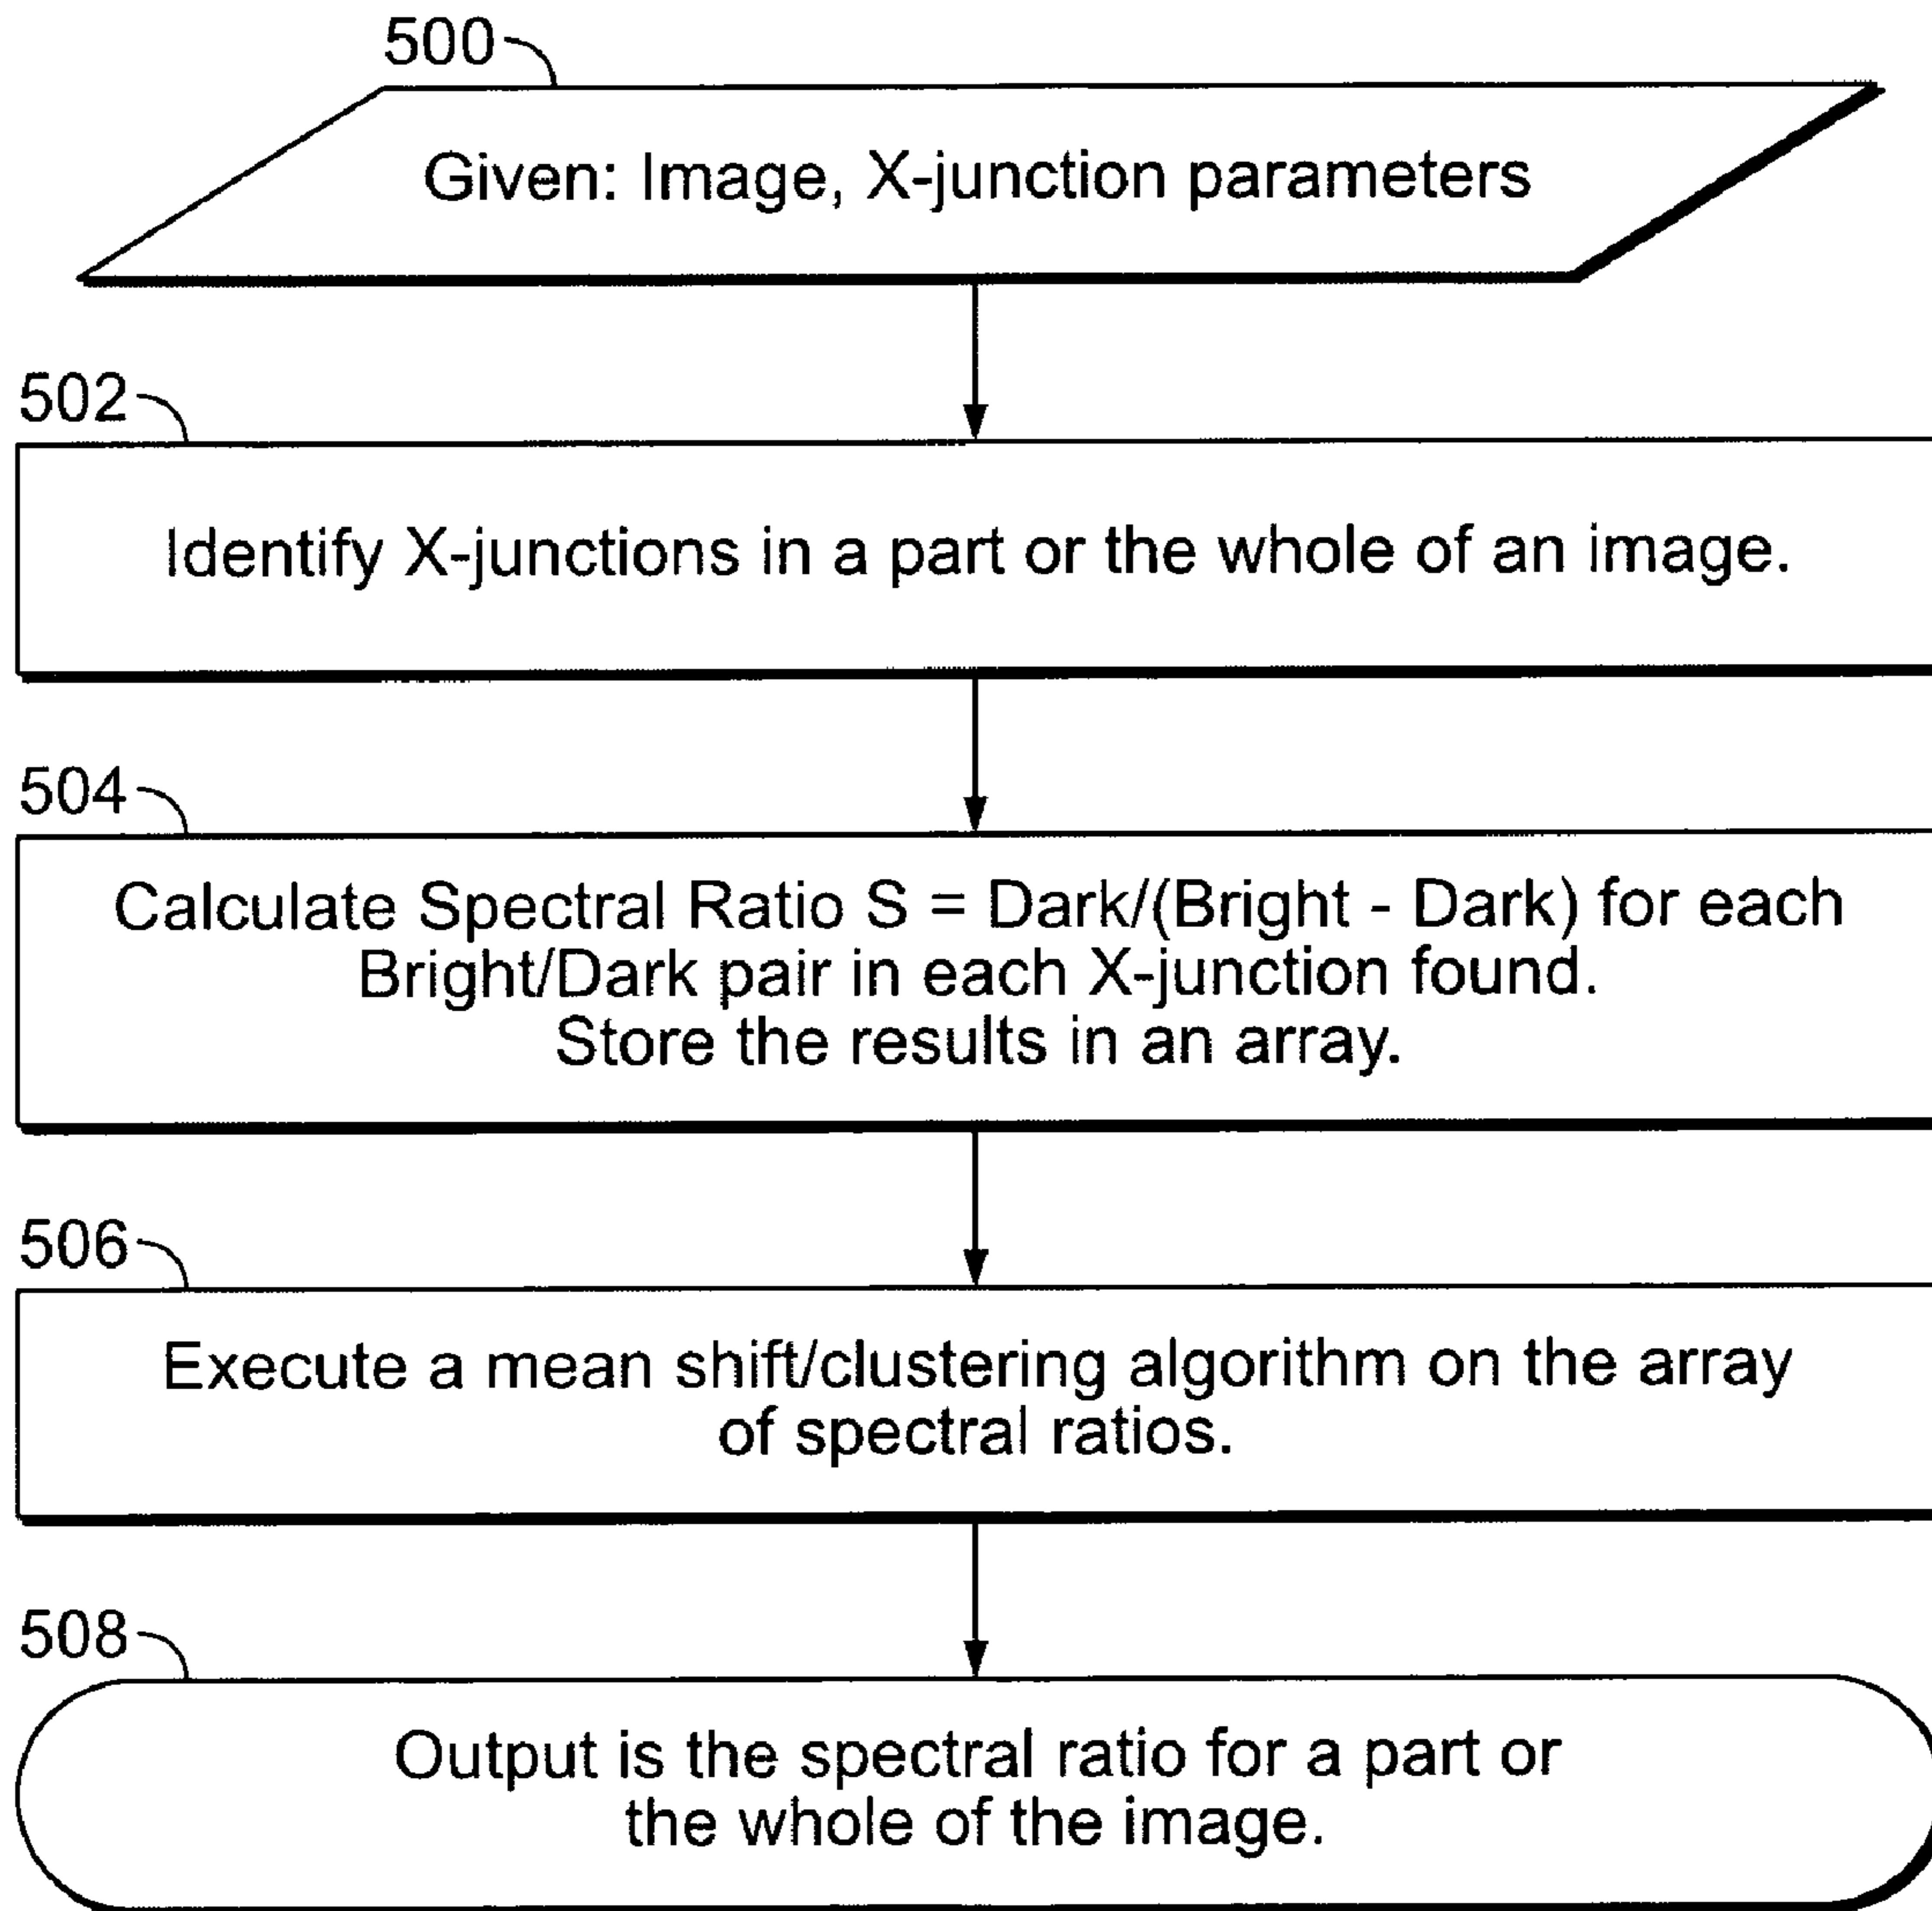 500
Given: Image, X-junction parameters
502
Identify X-junctions in a part or the whole of an image.
504
Calculate Spectral Ratio S = Dark/(Bright - Dark) for each
Bright/Dark pair in each X-junction found.
Store the results in an array.
506
Execute a mean shift/clustering algorithm on the array
of spectral ratios.
508
Output is the spectral ratio for a part or
the whole of the image.